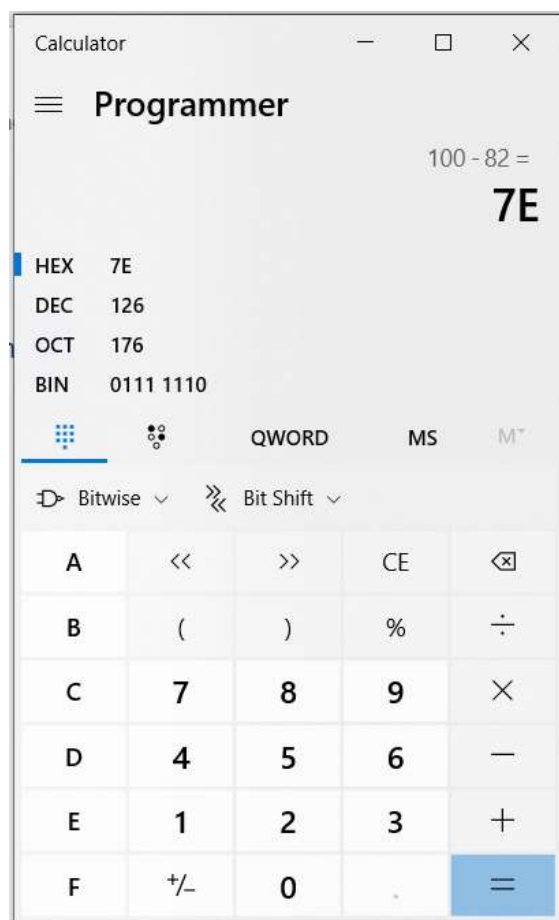 Calculator
Programmer
100 - 82 =
7E
HEX 7E
DEC 126
OCT 176
BIN 0111 1110
QWORD MS M
Bitwise Bit Shift
A << >> CE
B ( ) % ÷
C 7 8 9 ×
D 4 5 6 −
E 1 2 3 +
F +/− 0 . =